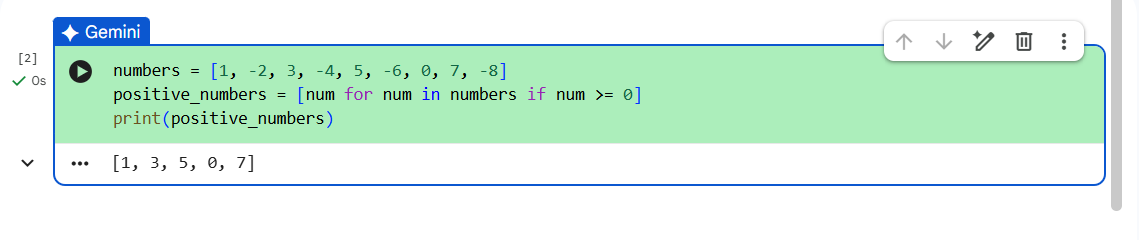 Gemini
[2]
0s
numbers = [1, -2, 3, -4, 5, -6, 0, 7, -8]
positive_numbers = [num for num in numbers if num >= 0]
print(positive_numbers)
[1, 3, 5, 0, 7]